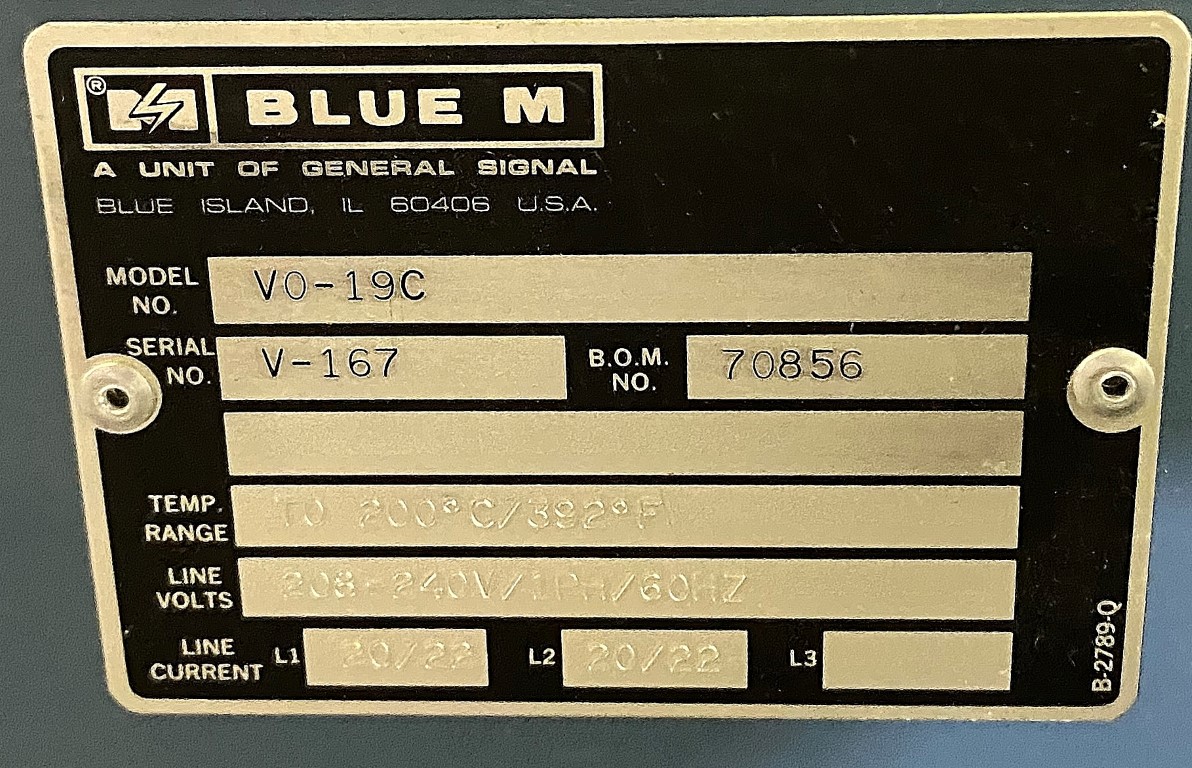 ® BLUE M
A UNIT OF GENERAL SIGNAL
BLUE ISLAND, IL 60406 U.S.A.
MODEL NO. VO-19C
SERIAL NO. V-167 B.O.M. NO. 70856
TEMP. RANGE TO 200°C/392°F
LINE VOLTS 208-240V/1PH/60HZ
LINE CURRENT L1 20/22 L2 20/22 L3
B-2789-Q